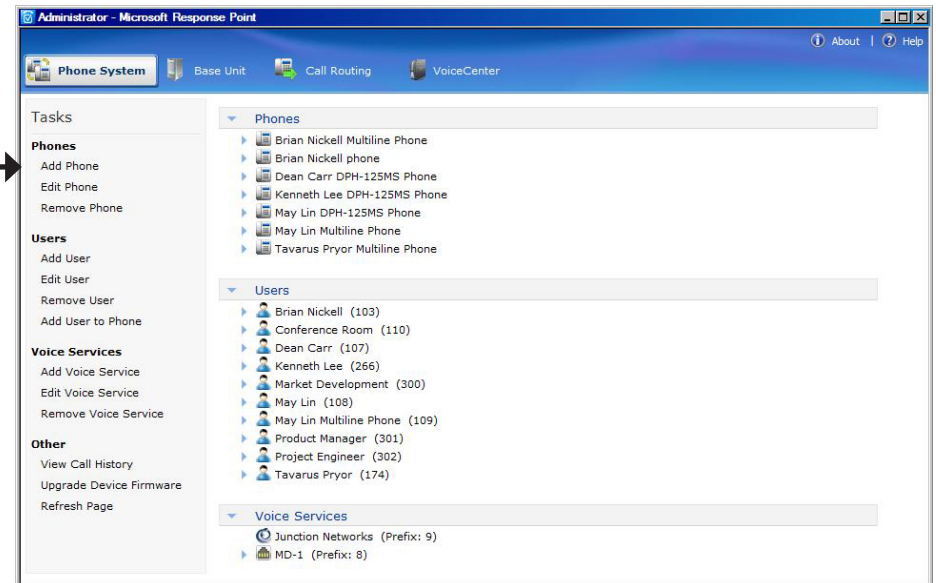 Administrator - Microsoft Response Point
About | Help
Phone System Base Unit Call Routing VoiceCenter
Tasks
Phones
Add Phone
Edit Phone
Remove Phone
Users
Add User
Edit User
Remove User
Add User to Phone
Voice Services
Add Voice Service
Edit Voice Service
Remove Voice Service
Other
View Call History
Upgrade Device Firmware
Refresh Page
Phones
Brian Nickell Multiline Phone
Brian Nickell phone
Dean Carr DPH-125MS Phone
Kenneth Lee DPH-125MS Phone
May Lin DPH-125MS Phone
May Lin Multiline Phone
Tavarus Pryor Multiline Phone
Users
Brian Nickell (103)
Conference Room (110)
Dean Carr (107)
Kenneth Lee (266)
Market Development (300)
May Lin (108)
May Lin Multiline Phone (109)
Product Manager (301)
Project Engineer (302)
Tavarus Pryor (174)
Voice Services
Junction Networks (Prefix: 9)
MD-1 (Prefix: 8)